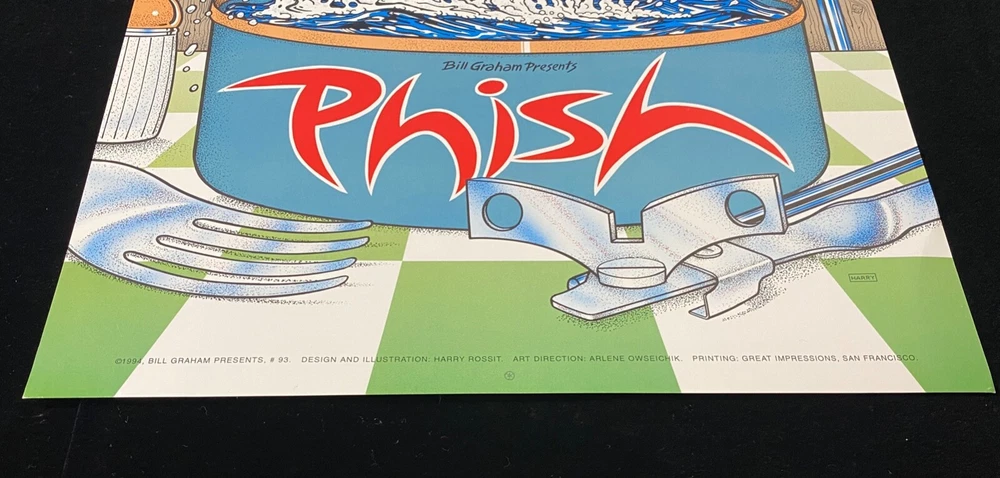 Bill Graham Presents
Phish
HARRY
©1994, BILL GRAHAM PRESENTS, # 93. DESIGN AND ILLUSTRATION: HARRY ROSSIT. ART DIRECTION: ARLENE OWSEICHIK. PRINTING: GREAT IMPRESSIONS, SAN FRANCISCO.